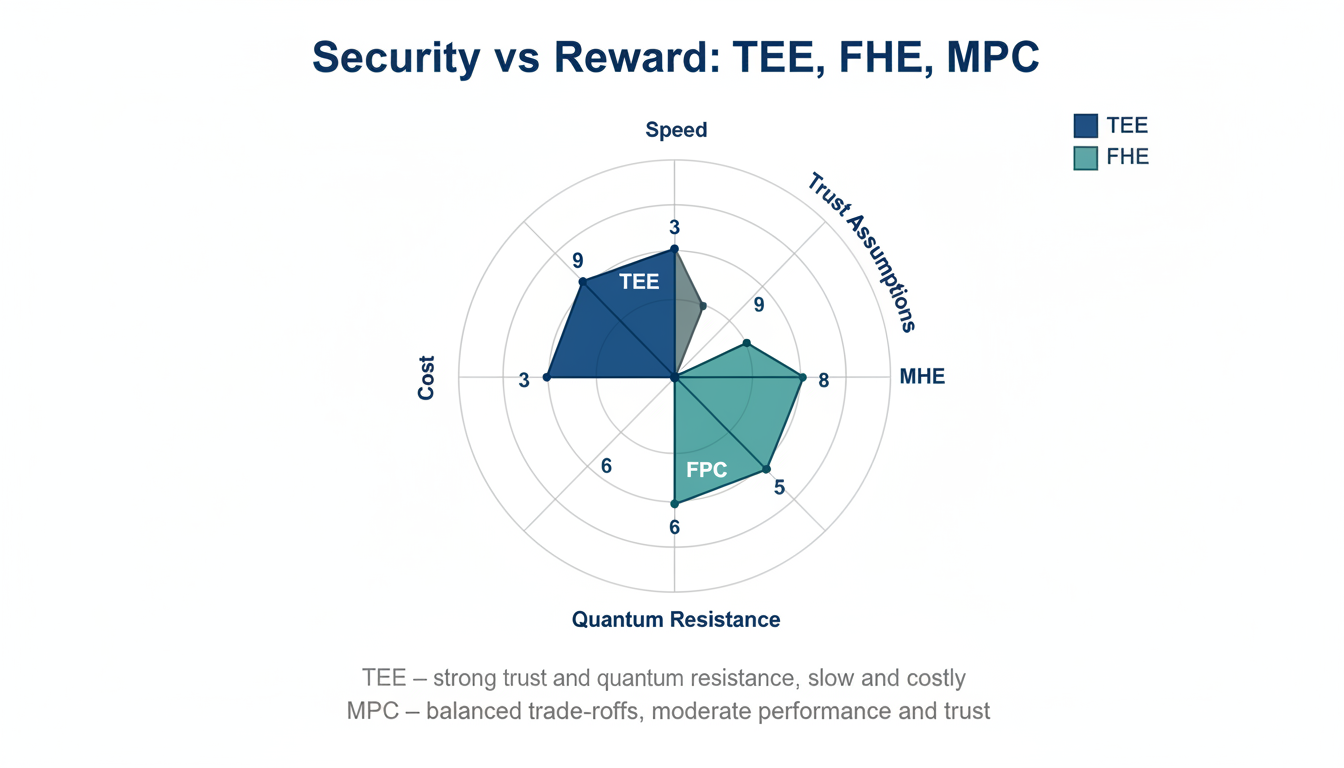 Security vs Reward: TEE, FHE, MPC
TEE
FHE
Speed
Trust Assumptions
3
9
TEE
9
Cost
3
8
MHE
6
FPC
5
6
Quantum Resistance
TEE – strong trust and quantum resistance, slow and costly
MPC – balanced trade-roffs, moderate performance and trust